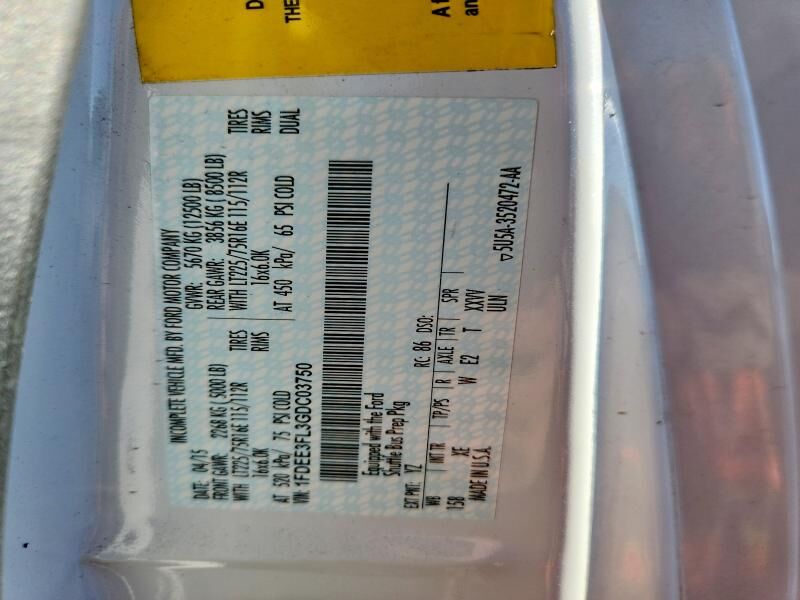 D
THE
A f
an
INCOMPLETE VEHICLE MFD. BY FORD MOTOR COMPANY
DATE: 04/15 GVWR: 5670 KG (12500 LB)
FRONT GAWR: 2268 KG( 5000 LB) REAR GAWR: 3856 KG ( 8500 LB)
WITH LT225/75R16E 115/112R TIRES WITH LT225/75R16E 115/112R TIRES
16x6.0K RIMS 16x6.0K RIMS
AT 520 kPa/ 75 PSI COLD AT 450 kPa/ 65 PSI COLD DUAL
VIN: 1FDEE3FL3GDC03750
Equipped with the Ford
Shuttle Bus Prep Pkg
EXT PNT: YZ RC: 86 DSO:
WB INT TR TP/PS R AXLE TR SPR
158 XE W E2 T XXVV
MADE IN U.S.A. ULN
▽5U5A-3520472-AA